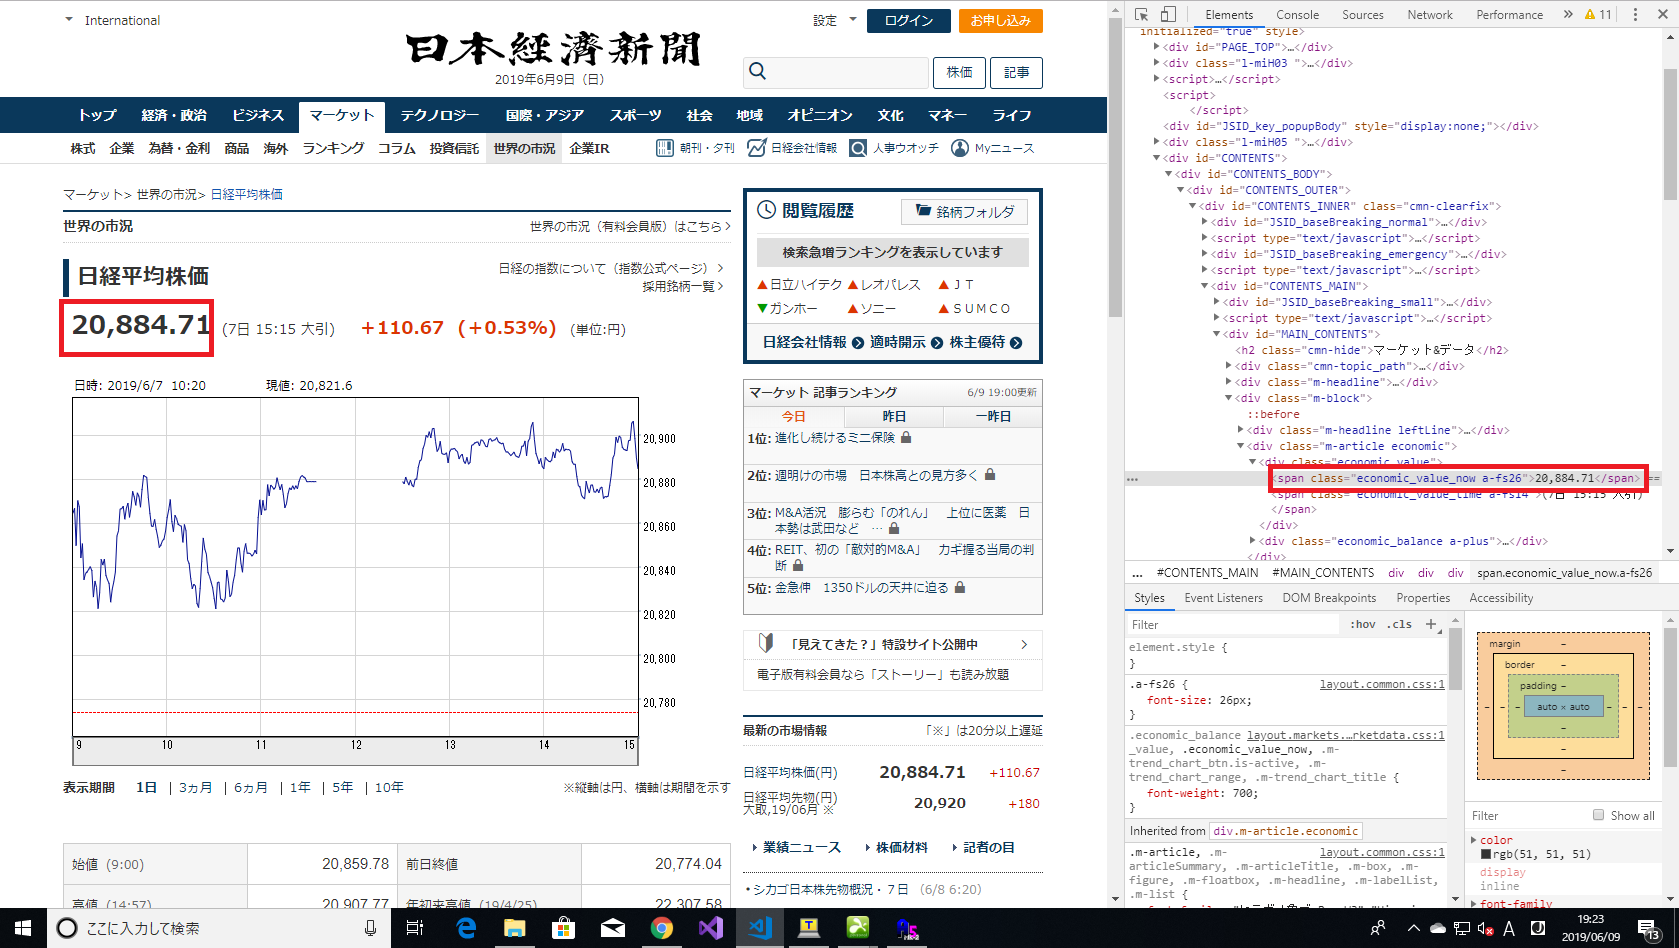 International
設定
ログイン
お申し込み
日本経済新聞
2019年6月9日（日）
株価
記事
トップ 経済・政治 ビジネス マーケット テクノロジー 国際・アジア スポーツ 社会 地域 オピニオン 文化 マネー ライフ
株式 企業 為替・金利 商品 海外 ランキング コラム 投資信託 世界の市況 企業IR
朝刊・夕刊 日経会社情報 人事ウオッチ Myニュース
マーケット> 世界の市況> 日経平均株価
世界の市況
世界の市況（有料会員版）はこちら
日経平均株価
日経の指数について（指数公式ページ）
採用銘柄一覧
20,884.71 (7日 15:15 大引) +110.67 (+0.53%) (単位:円)
日時: 2019/6/7 10:20 現値: 20,821.6
20,900
20,880
20,860
20,840
20,820
20,800
20,780
9 10 11 12 13 14 15
表示期間 1日 | 3ヵ月 | 6ヵ月 | 1年 | 5年 | 10年
※縦軸は円、横軸は期間を示す
始値 (9:00) 20,859.78 前日終値 20,774.04
高値 (14:57) 20,907.77 年初来高値 (19/4/25) 22,307.58
閲覧履歴
銘柄フォルダ
検索急増ランキングを表示しています
▲日立ハイテク ▲レオパレス ▲ＪＴ
▼ガンホー ▲ソニー ▲ＳＵＭＣＯ
日経会社情報 適時開示 株主優待
マーケット 記事ランキング 6/9 19:00更新
今日 昨日 一昨日
1位: 進化し続けるミニ保険
2位: 週明けの市場　日本株高との見方多く
3位: M&A活況　膨らむ「のれん」　上位に医薬　日
本勢は武田など …
4位: REIT、初の「敵対的M&A」　カギ握る当局の判
断
5位: 金急伸　1350ドルの天井に迫る
「見えてきた？」特設サイト公開中
電子版有料会員なら「ストーリー」も読み放題
最新の市場情報 「※」は20分以上遅延
日経平均株価(円) 20,884.71 +110.67
日経平均先物(円)
大取,19/06月 ※ 20,920 +180
業績ニュース 株価材料 記者の目
・シカゴ日本株先物概況・７日 (6/8 6:20)
Elements Console Sources Network Performance » 11
initialized="true" style>
<div id="PAGE_TOP">…</div>
<div class="l-miH03 ">…</div>
<script>…</script>
<script>
</script>
<div id="JSID_key_popupBody" style="display:none;"></div>
<div class="l-miH05 ">…</div>
<div id="CONTENTS">
<div id="CONTENTS_BODY">
<div id="CONTENTS_OUTER">
<div id="CONTENTS_INNER" class="cmn-clearfix">
<div id="JSID_baseBreaking_normal">…</div>
<script type="text/javascript">…</script>
<div id="JSID_baseBreaking_emergency">…</div>
<script type="text/javascript">…</script>
<div id="CONTENTS_MAIN">
<div id="JSID_baseBreaking_small">…</div>
<script type="text/javascript">…</script>
<div id="MAIN_CONTENTS">
<h2 class="cmn-hide">マーケット&データ</h2>
<div class="cmn-topic_path">…</div>
<div class="m-headline">…</div>
<div class="m-block">
::before
<div class="m-headline leftLine">…</div>
<div class="m-article economic">
<div class="economic_value">
<span class="economic_value_now a-fs26">20,884.71</span> ==
<span class="economic_value_time a-fs14">(7日 15:15 大引)
</span>
</div>
<div class="economic_balance a-plus">…</div>
</div>
... #CONTENTS_MAIN #MAIN_CONTENTS div div div span.economic_value_now.a-fs26
Styles Event Listeners DOM Breakpoints Properties Accessibility
Filter :hov .cls +
element.style {
}
.a-fs26 { layout.common.css:1
font-size: 26px;
}
.economic_balance layout.markets.…rketdata.css:1
_value, .economic_value_now, .m-
trend_chart_btn.is-active, .m-
trend_chart_range, .m-trend_chart_title {
font-weight: 700;
}
Inherited from div.m-article.economic
.m-article, .m- layout.common.css:1
articleSummary, .m-articleTitle, .m-box, .m-
figure, .m-floatbox, .m-headline, .m-labelList,
.m-list {
margin –
border –
padding –
auto × auto
Filter Show all
color
rgb(51, 51, 51)
display
inline
font-family
ここに入力して検索
A
19:23
2019/06/09
13